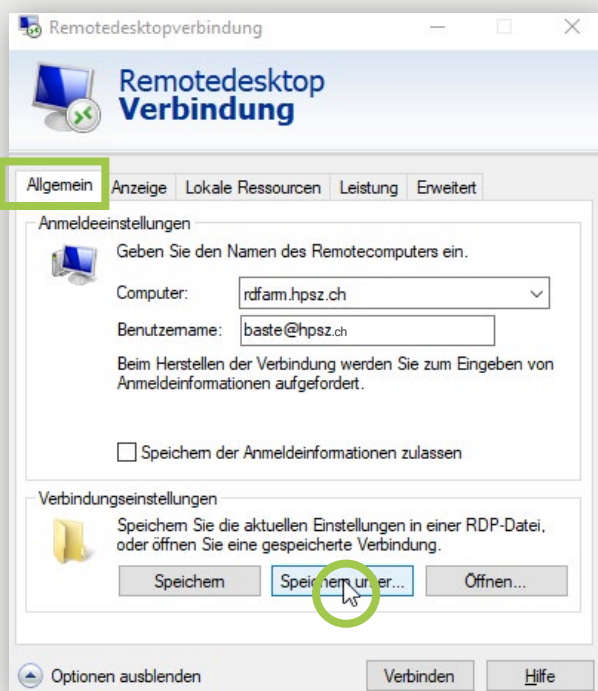 Remotedesktopverbindung
Remotedesktop
Verbindung
Allgemein Anzeige Lokale Ressourcen Leistung Erweitert
Anmeldeeinstellungen
Geben Sie den Namen des Remotecomputers ein.
Computer: rdfarm.hpsz.ch
Benutzername: baste@hpsz.ch
Beim Herstellen der Verbindung werden Sie zum Eingeben von
Anmeldeinformationen aufgefordert.
Speichern der Anmeldeinformationen zulassen
Verbindungseinstellungen
Speichern Sie die aktuellen Einstellungen in einer RDP-Datei,
oder öffnen Sie eine gespeicherte Verbindung.
Speichern Speichern unter... Öffnen...
Optionen ausblenden Verbinden Hilfe